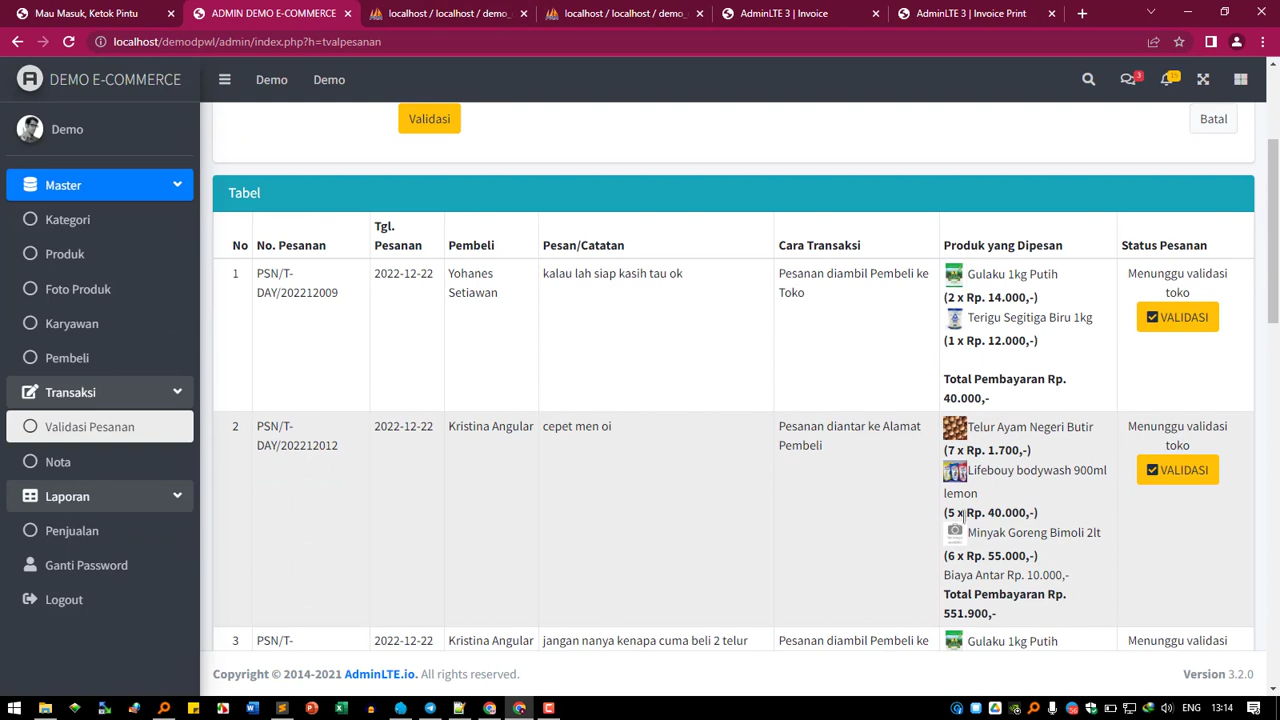 Mau Masuk, Ketok Pintu
ADMIN DEMO E-COMMERCE
localhost / localhost / demo_
localhost / localhost / demo_
AdminLTE 3 | Invoice
AdminLTE 3 | Invoice Print
localhost/demodpwl/admin/index.php?h=tvalpesanan
DEMO E-COMMERCE
Demo
Demo
3
15
Demo
Master
Kategori
Produk
Foto Produk
Karyawan
Pembeli
Transaksi
Validasi Pesanan
Nota
Laporan
Penjualan
Ganti Password
Logout
Validasi
Batal
Tabel
No
No. Pesanan
Tgl.
Pesanan
Pembeli
Pesan/Catatan
Cara Transaksi
Produk yang Dipesan
Status Pesanan
1
PSN/T-
DAY/202212009
2022-12-22
Yohanes
Setiawan
kalau lah siap kasih tau ok
Pesanan diambil Pembeli ke
Toko
Gulaku 1kg Putih
(2 x Rp. 14.000,-)
Terigu Segitiga Biru 1kg
(1 x Rp. 12.000,-)
Total Pembayaran Rp.
40.000,-
Menunggu validasi
toko
VALIDASI
2
PSN/T-
DAY/202212012
2022-12-22
Kristina Angular
cepet men oi
Pesanan diantar ke Alamat
Pembeli
Telur Ayam Negeri Butir
(7 x Rp. 1.700,-)
Lifebouy bodywash 900ml
lemon
(5 x Rp. 40.000,-)
Minyak Goreng Bimoli 2lt
(6 x Rp. 55.000,-)
Biaya Antar Rp. 10.000,-
Total Pembayaran Rp.
551.900,-
Menunggu validasi
toko
VALIDASI
3
PSN/T-
2022-12-22
Kristina Angular
jangan nanya kenapa cuma beli 2 telur
Pesanan diambil Pembeli ke
Gulaku 1kg Putih
Menunggu validasi
Copyright © 2014-2021 AdminLTE.io. All rights reserved.
Version 3.2.0
ENG
13:14